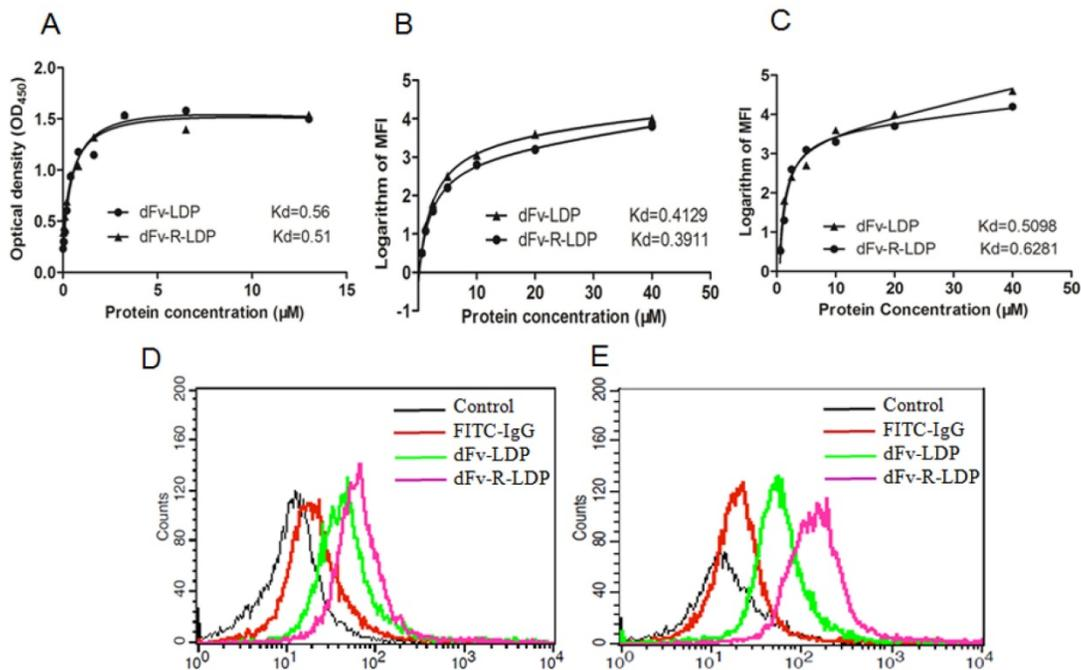 A
Optical density (OD450)
2.0
1.5
1.0
0.5
0.0
0 5 10 15
Protein concentration (µM)
dFv-LDP Kd=0.56
dFv-R-LDP Kd=0.51
B
Logarithm of MFI
5
4
3
2
1
0
-1
10 20 30 40 50
Protein concentration (µM)
dFv-LDP Kd=0.4129
dFv-R-LDP Kd=0.3911
C
Logarithm of MFI
5
4
3
2
1
0
0 10 20 30 40 50
Protein Concentration (µM)
dFv-LDP Kd=0.5098
dFv-R-LDP Kd=0.6281
D
Counts
200
160
120
80
40
0
10^0 10^1 10^2 10^3 10^4
Control
FITC-IgG
dFv-LDP
dFv-R-LDP
E
Counts
200
160
120
80
40
0
10^0 10^1 10^2 10^3 10^4
Control
FITC-IgG
dFv-LDP
dFv-R-LDP